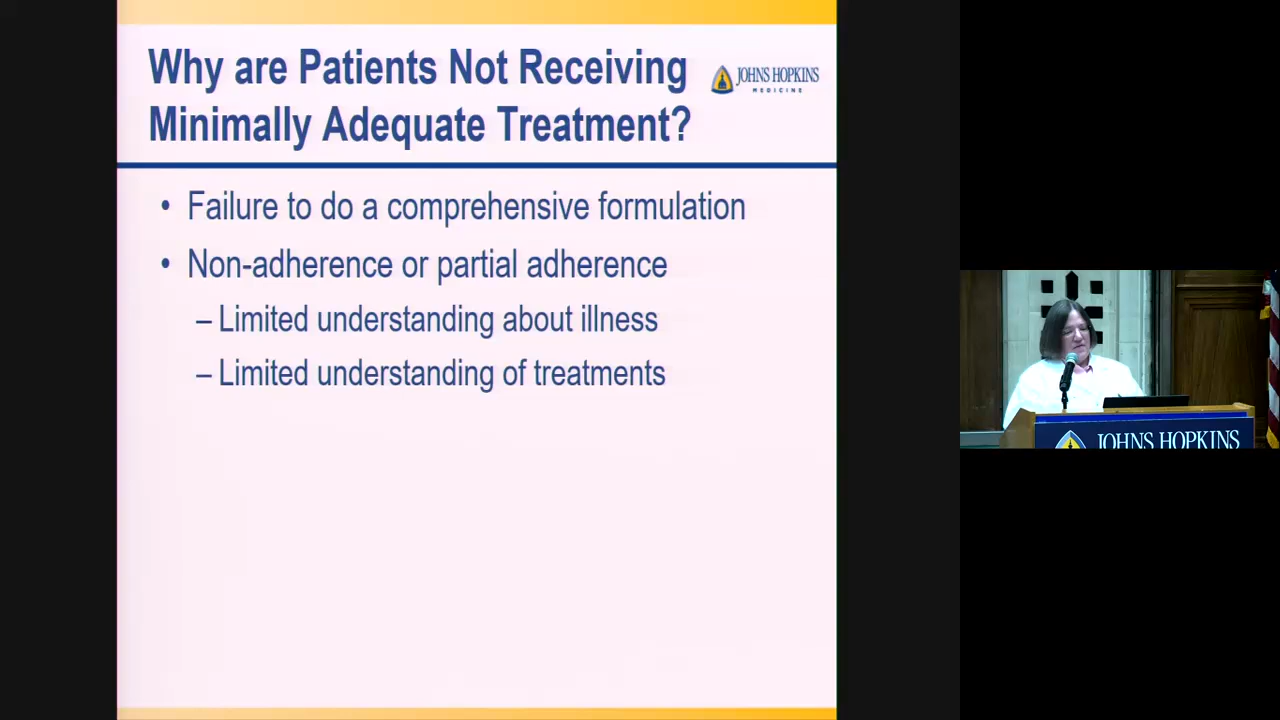 Why are Patients Not Receiving
Minimally Adequate Treatment?
JOHNS HOPKINS
MEDICINE
• Failure to do a comprehensive formulation
• Non-adherence or partial adherence
– Limited understanding about illness
– Limited understanding of treatments
JOHNS HOPKINS